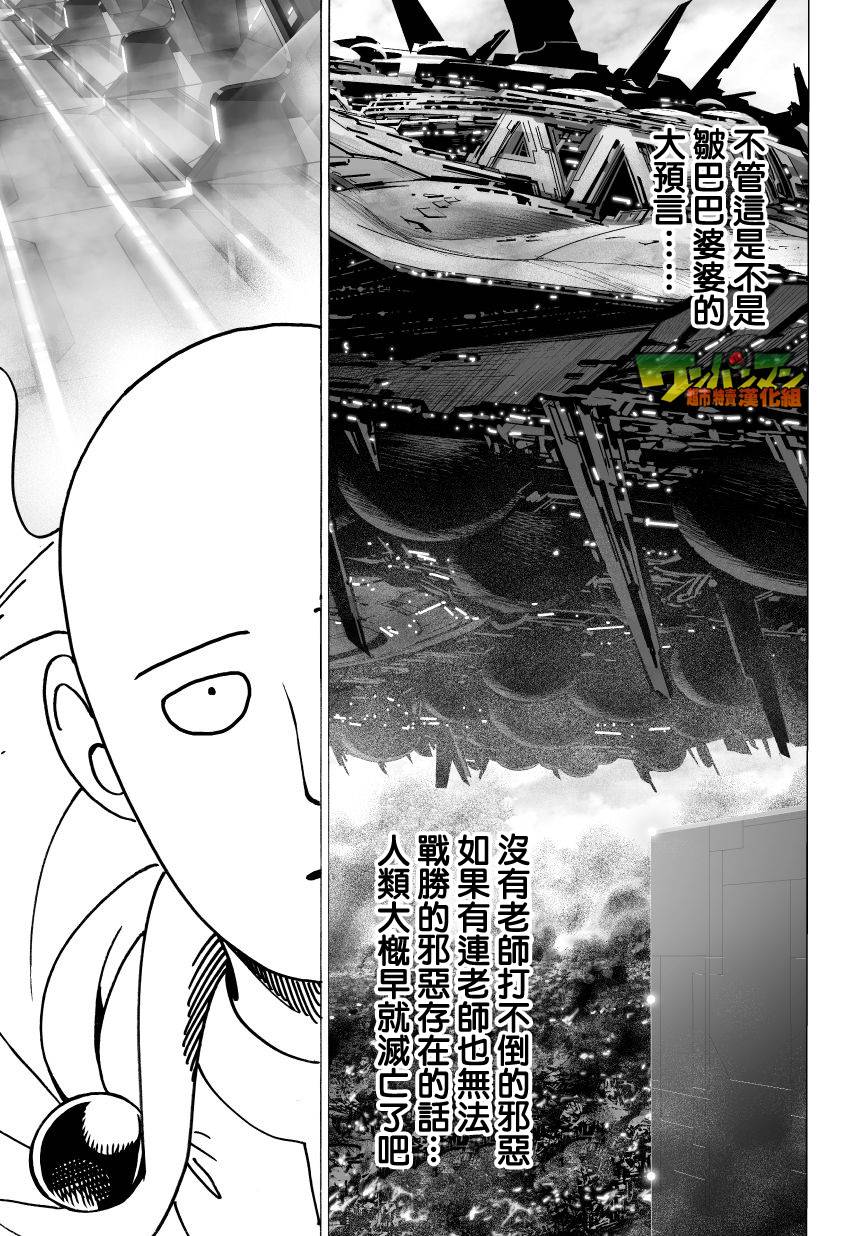 不管這是不是
皺巴巴婆婆的
大預言……
ワンパンマン
超市特賣漢化組
沒有老師打不倒的邪惡
如果有連老師也無法
戰勝的邪惡存在的話…
人類大概早就滅亡了吧